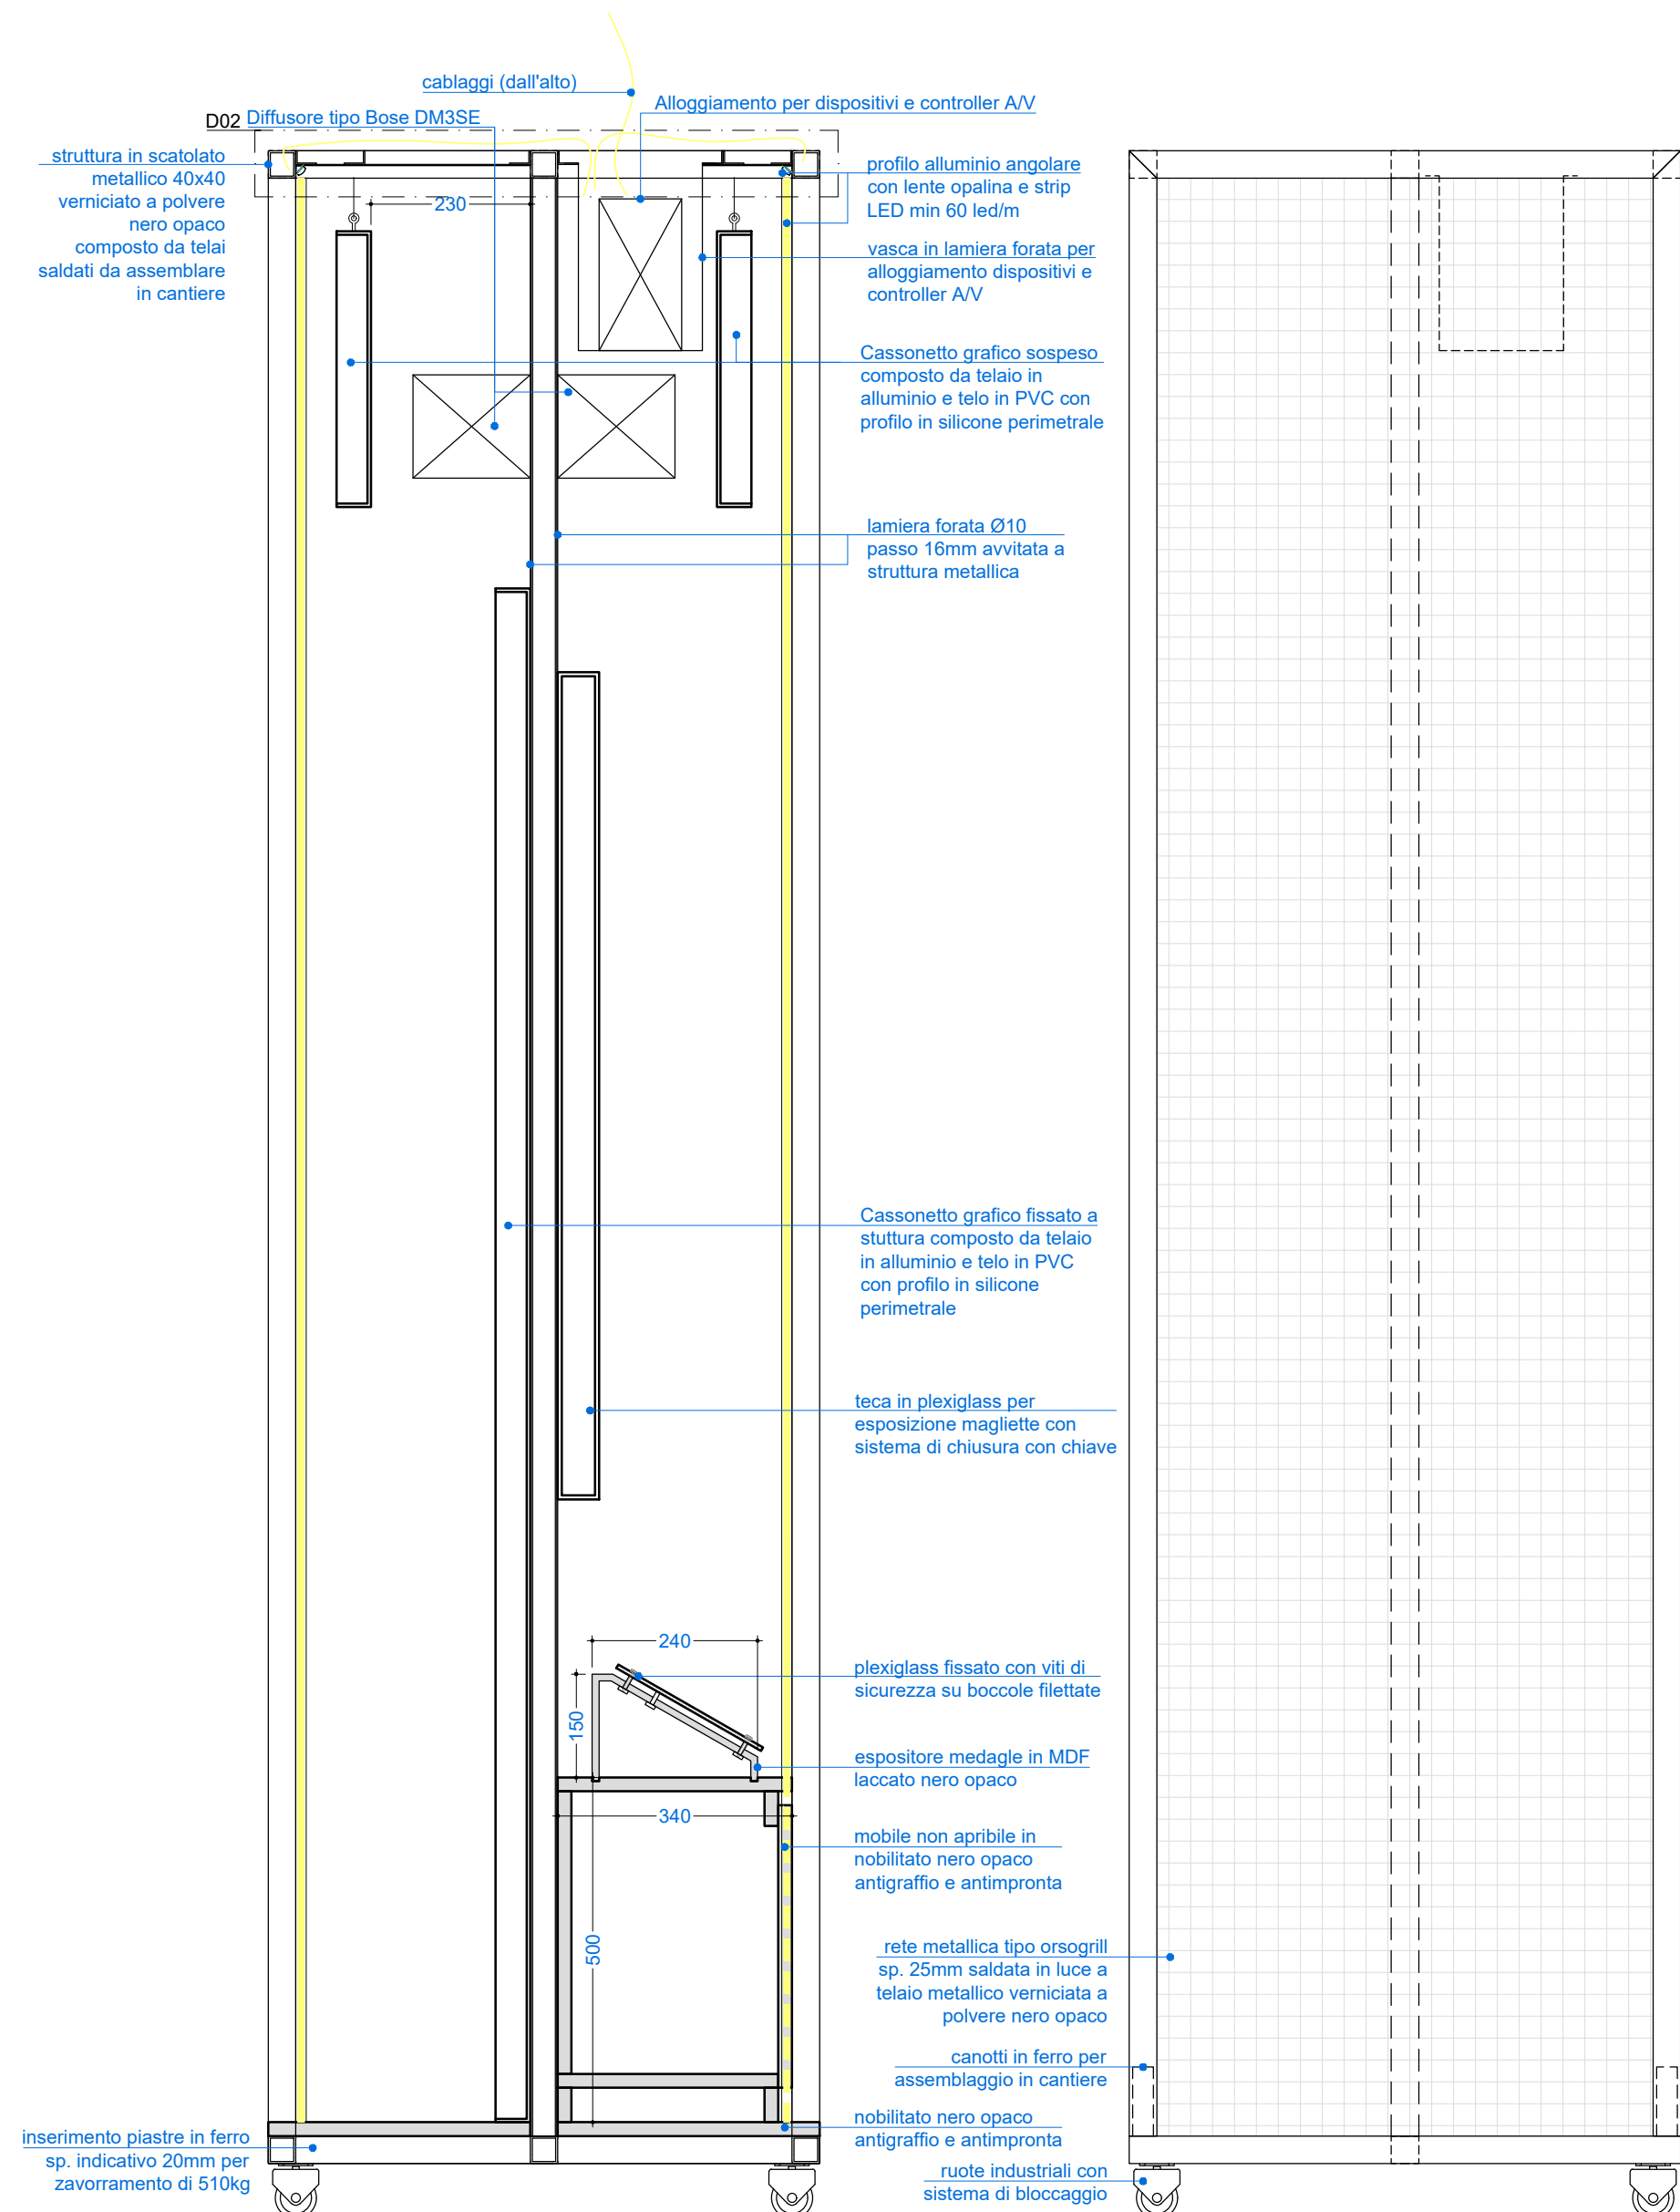 cablaggi (dall'alto)
Alloggiamento per dispositivi e controller A/V
D02
Diffusore tipo Bose DM3SE
struttura in scatolato
metallico 40x40
verniciato a polvere
nero opaco
composto da telai
saldati da assemblare
in cantiere
profilo alluminio angolare
con lente opalina e strip
LED min 60 led/m
230
vasca in lamiera forata per
alloggiamento dispositivi e
controller A/V
Cassonetto grafico sospeso
composto da telaio in
alluminio e telo in PVC con
profilo in silicone perimetrale
lamiera forata Ø10
passo 16mm avvitata a
struttura metallica
Cassonetto grafico fissato a
stuttura composto da telaio
in alluminio e telo in PVC
con profilo in silicone
perimetrale
teca in plexiglass per
esposizione magliette con
sistema di chiusura con chiave
240
plexiglass fissato con viti di
sicurezza su boccole filettate
150
espositore medagle in MDF
laccato nero opaco
340
mobile non apribile in
nobilitato nero opaco
antigraffio e antimpronta
500
rete metallica tipo orsogrill
sp. 25mm saldata in luce a
telaio metallico verniciata a
polvere nero opaco
canotti in ferro per
assemblaggio in cantiere
nobilitato nero opaco
antigraffio e antimpronta
inserimento piastre in ferro
sp. indicativo 20mm per
zavorramento di 510kg
ruote industriali con
sistema di bloccaggio